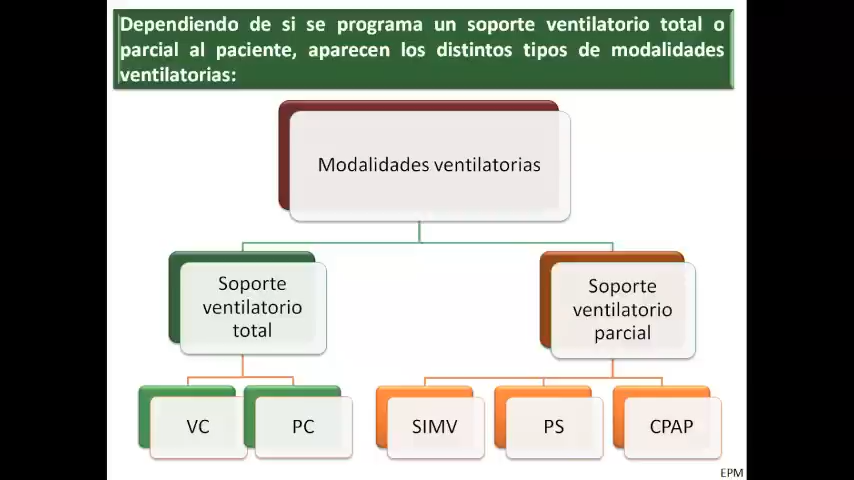 Dependiendo de si se programa un soporte ventilatorio total o
parcial al paciente, aparecen los distintos tipos de modalidades
ventilatorias:
Modalidades ventilatorias
Soporte
ventilatorio
total
Soporte
ventilatorio
parcial
VC
PC
SIMV
PS
CPAP
EPM